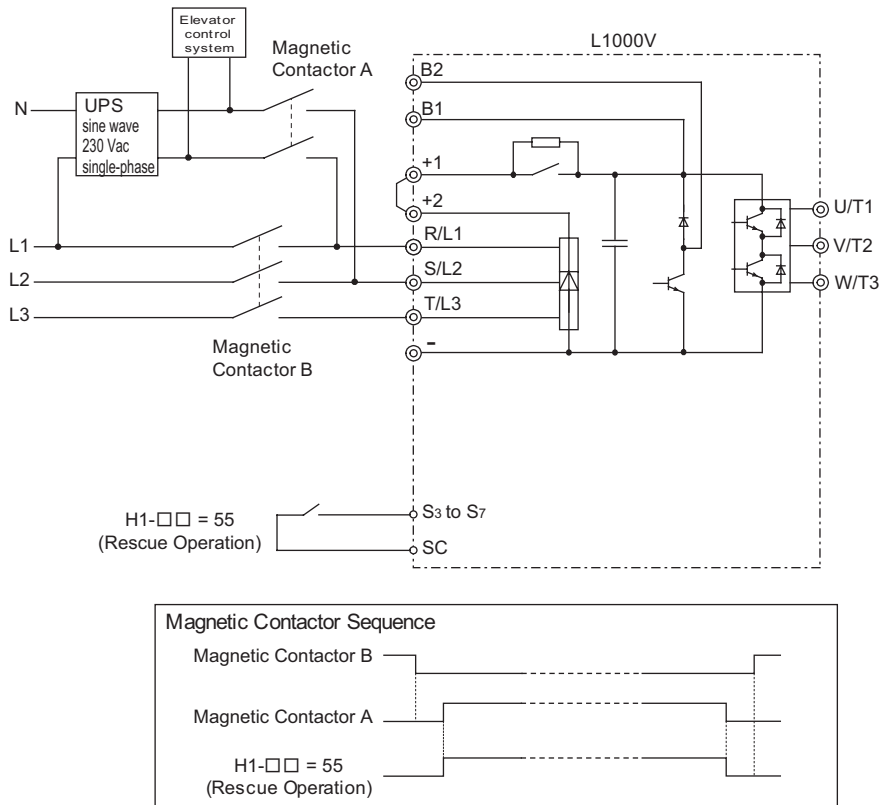 Elevator
control
system
Magnetic
Contactor A
L1000V
B2
B1
N
UPS
sine wave
230 Vac
single-phase
+1
+2
U/T1
V/T2
W/T3
L1
R/L1
L2
S/L2
L3
T/L3
-
Magnetic
Contactor B
H1-□□ = 55
(Rescue Operation)
S3 to S7
SC
Magnetic Contactor Sequence
Magnetic Contactor B
Magnetic Contactor A
H1-□□ = 55
(Rescue Operation)